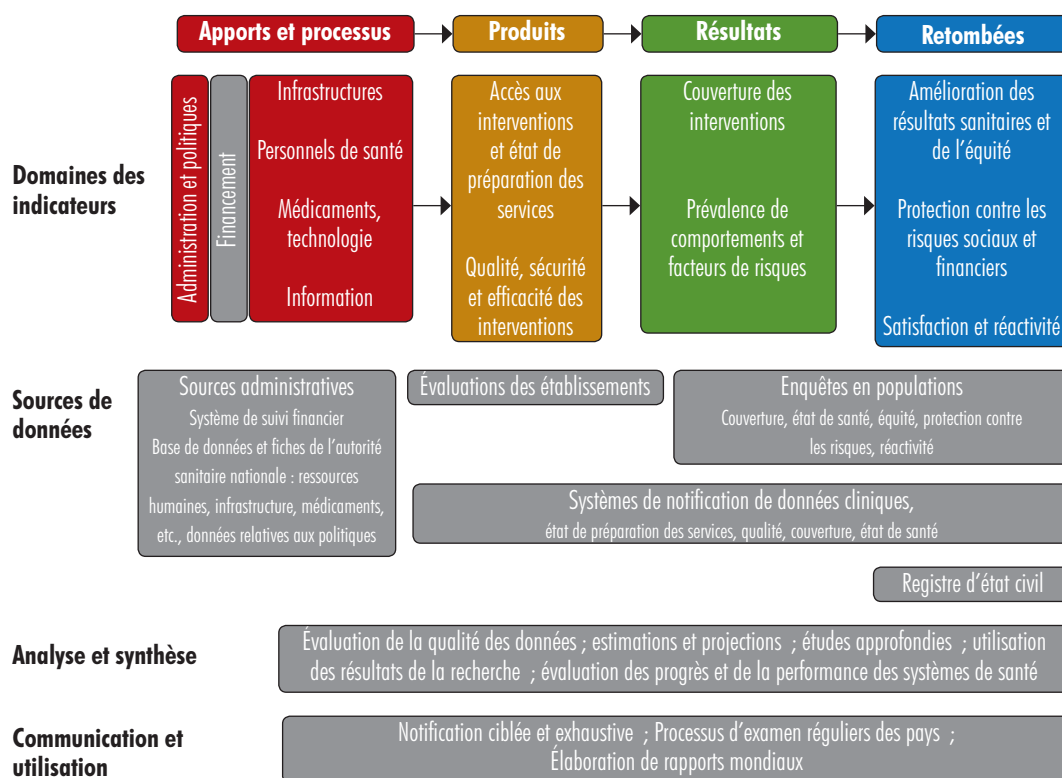 Apports et processus
Produits
Résultats
Retombées
Domaines des
indicateurs
Administration et politiques
Financement
Infrastructures
Personnels de santé
Médicaments,
technologie
Information
Accès aux
interventions
et état de
préparation des
services
Qualité, sécurité
et efficacité des
interventions
Couverture des
interventions
Prévalence de
comportements et
facteurs de risques
Amélioration des
résultats sanitaires et
de l'équité
Protection contre les
risques sociaux et
financiers
Satisfaction et réactivité
Sources de
données
Sources administratives
Système de suivi financier
Base de données et fiches de l'autorité
sanitaire nationale : ressources
humaines, infrastructure, médicaments,
etc., données relatives aux politiques
Évaluations des établissements
Enquêtes en populations
Couverture, état de santé, équité, protection contre
les risques, réactivité
Systèmes de notification de données cliniques,
état de préparation des services, qualité, couverture, état de santé
Registre d'état civil
Analyse et synthèse
Évaluation de la qualité des données ; estimations et projections ; études approfondies ; utilisation
des résultats de la recherche ; évaluation des progrès et de la performance des systèmes de santé
Communication et
utilisation
Notification ciblée et exhaustive ; Processus d'examen réguliers des pays ;
Élaboration de rapports mondiaux